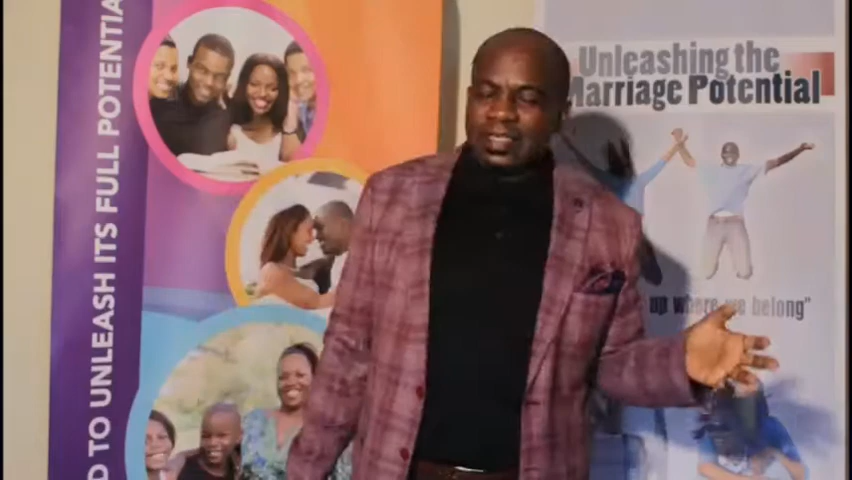 D TO UNLEASH ITS FULL POTENTIA
Unleashing the
Marriage Potential
up where we belong"